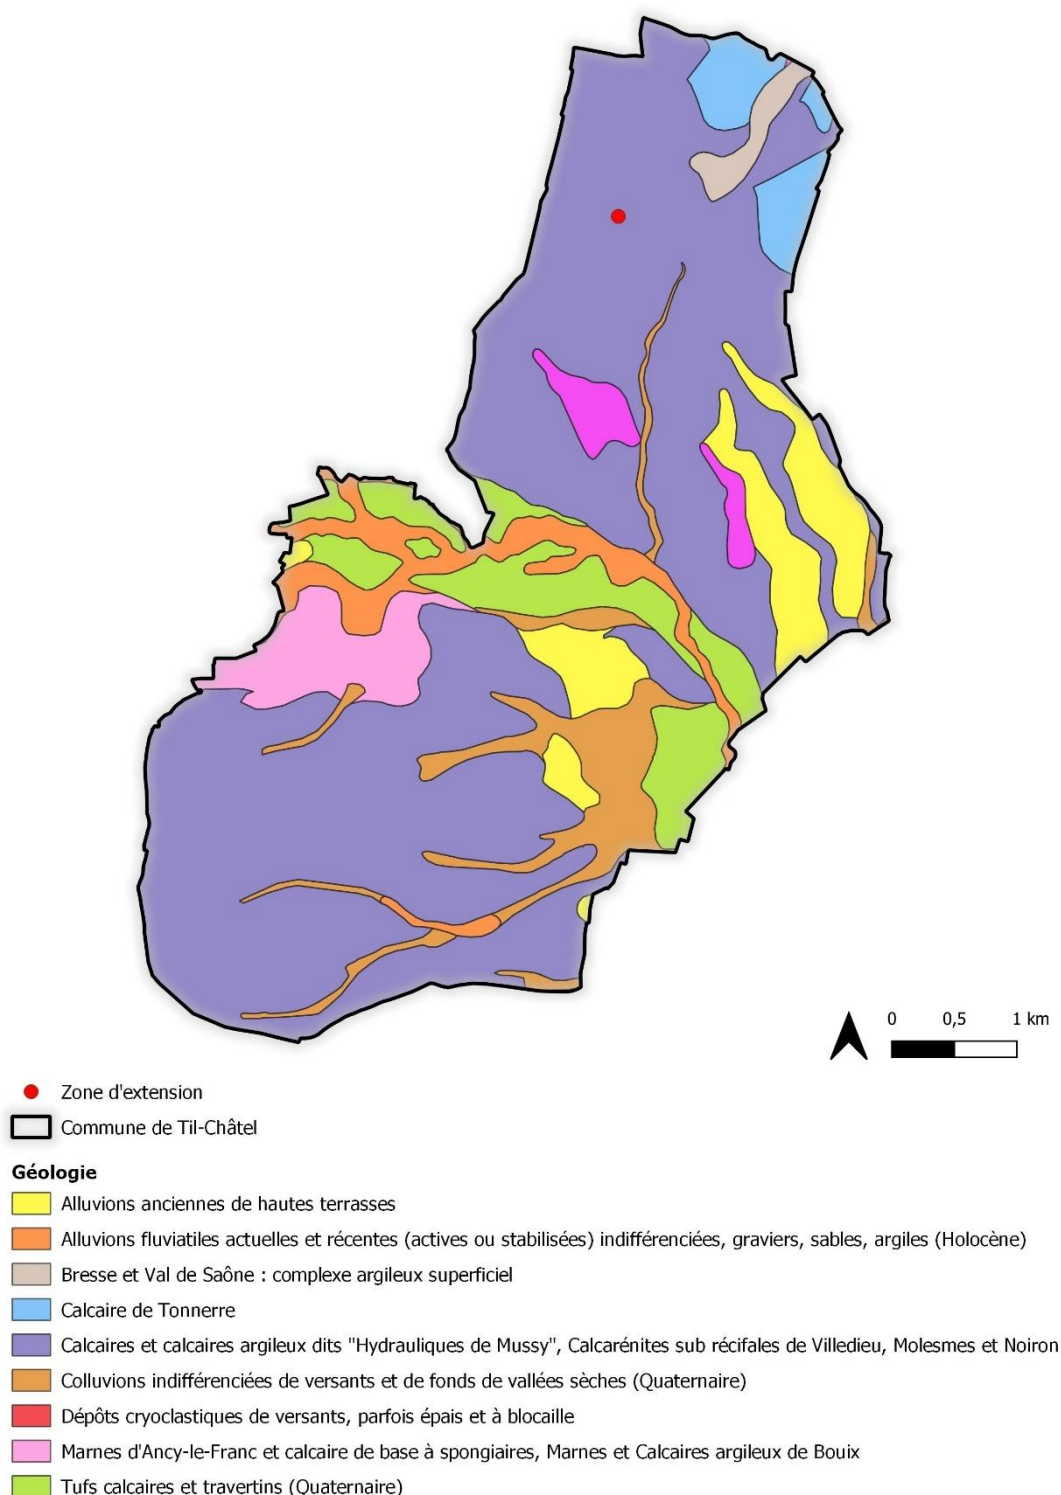 0 0,5 1 km
Zone d'extension
Commune de Til-Châtel
Géologie
Alluvions anciennes de hautes terrasses
Alluvions fluviatiles actuelles et récentes (actives ou stabilisées) indifférenciées, graviers, sables, argiles (Holocène)
Bresse et Val de Saône : complexe argileux superficiel
Calcaire de Tonnerre
Calcaires et calcaires argileux dits "Hydrauliques de Mussy", Calcarénites sub récifales de Villedieu, Molesmes et Noiron
Colluvions indifférenciées de versants et de fonds de vallées sèches (Quaternaire)
Dépôts cryoclastiques de versants, parfois épais et à blocaille
Marnes d'Ancy-le-Franc et calcaire de base à spongiaires, Marnes et Calcaires argileux de Bouix
Tufs calcaires et travertins (Quaternaire)